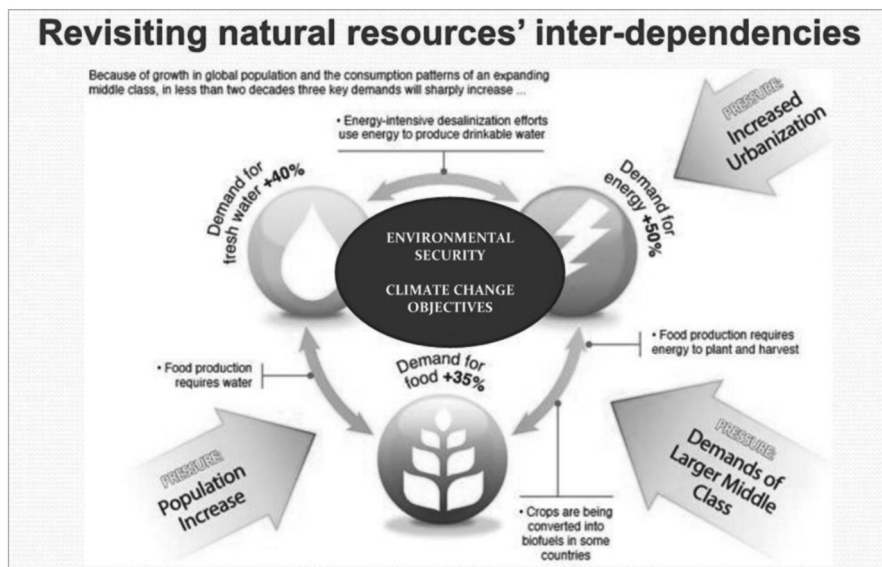 Revisiting natural resources' inter-dependencies
Because of growth in global population and the consumption patterns of an expanding
middle class, in less than two decades three key demands will sharply increase ...
• Energy-intensive desalinization efforts
use energy to produce drinkable water
PRESSURE:
Increased
Urbanization
Demand for
fresh water +40%
Demand for
energy +50%
ENVIRONMENTAL
SECURITY
CLIMATE CHANGE
OBJECTIVES
• Food production requires
energy to plant and harvest
• Food production
requires water
Demand for
food +35%
PRESSURE:
Population
Increase
PRESSURE:
Demands of
Larger Middle
Class
• Crops are being
converted into
biofuels in some
countries